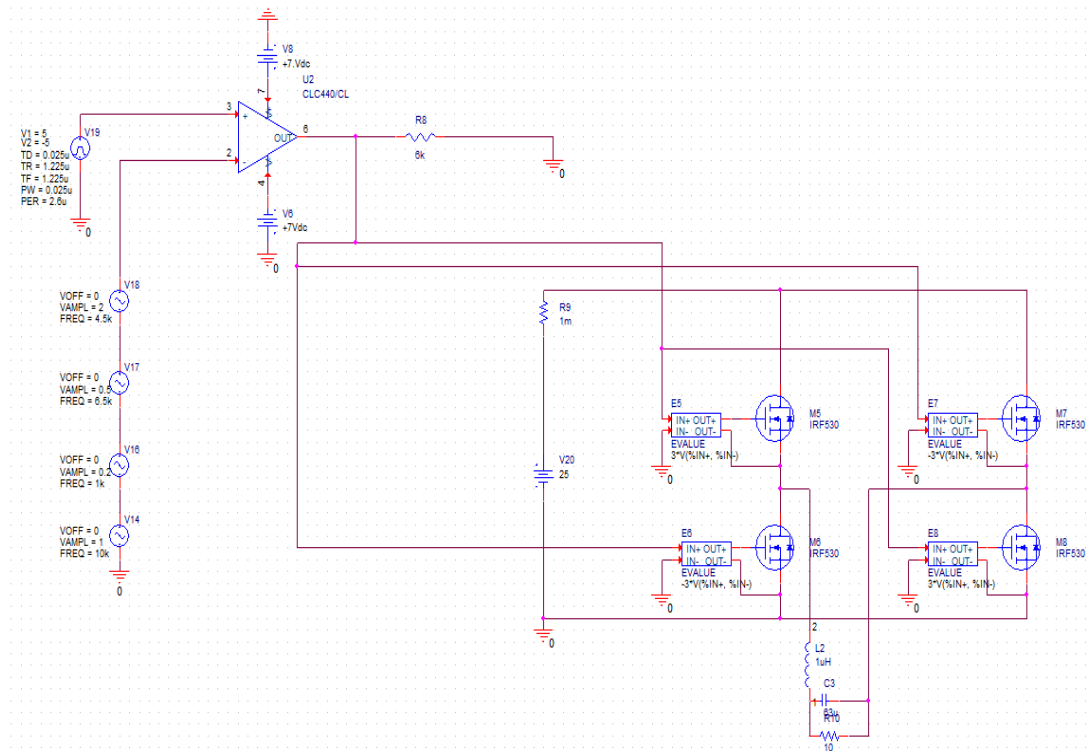 V8
+7.Vdc
U2
CLC440/CL
7
3
+
V19
V1 = 5
V2 = -5
TD = 0.025u
TR = 1.225u
TF = 1.225u
PW = 0.025u
PER = 2.6u
0
OUT
6
R8
6k
0
2
-
4
V6
+7Vdc
0
V18
VOFF = 0
VAMPL = 2
FREQ = 4.5k
V17
VOFF = 0
VAMPL = 0.5
FREQ = 6.5k
V16
VOFF = 0
VAMPL = 0.2
FREQ = 1k
V14
VOFF = 0
VAMPL = 1
FREQ = 10k
0
R9
1m
V20
25
0
E5
IN+ OUT+
IN- OUT-
EVALUE
3*V(%IN+, %IN-)
0
M5
IRF530
E7
IN+ OUT+
IN- OUT-
EVALUE
-3*V(%IN+, %IN-)
0
M7
IRF530
E6
IN+ OUT+
IN- OUT-
EVALUE
-3*V(%IN+, %IN-)
0
M6
IRF530
E8
IN+ OUT+
IN- OUT-
EVALUE
3*V(%IN+, %IN-)
0
M8
IRF530
2
L2
1uH
C3
63u
R10
10